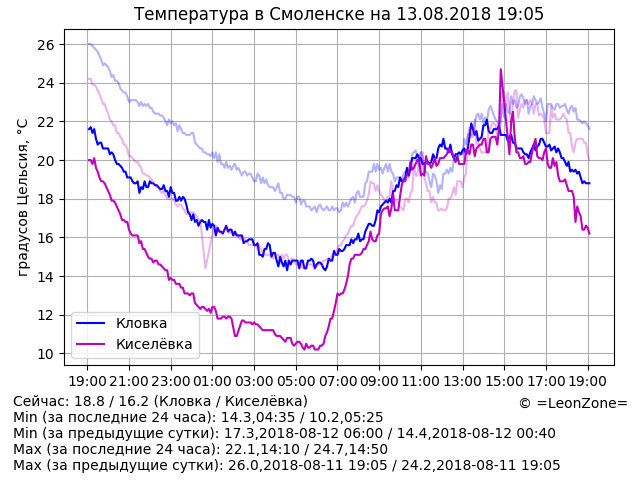 Температура в Смоленске на 13.08.2018 19:05
градусов Цельсия, °C
26
24
22
20
18
16
14
12
10
Кловка
Киселёвка
19:00 21:00 23:00 01:00 03:00 05:00 07:00 09:00 11:00 13:00 15:00 17:00 19:00
Сейчас: 18.8 / 16.2 (Кловка / Киселёвка)
© =LeonZone=
Min (за последние 24 часа): 14.3,04:35 / 10.2,05:25
Min (за предыдущие сутки): 17.3,2018-08-12 06:00 / 14.4,2018-08-12 00:40
Max (за последние 24 часа): 22.1,14:10 / 24.7,14:50
Max (за предыдущие сутки): 26.0,2018-08-11 19:05 / 24.2,2018-08-11 19:05